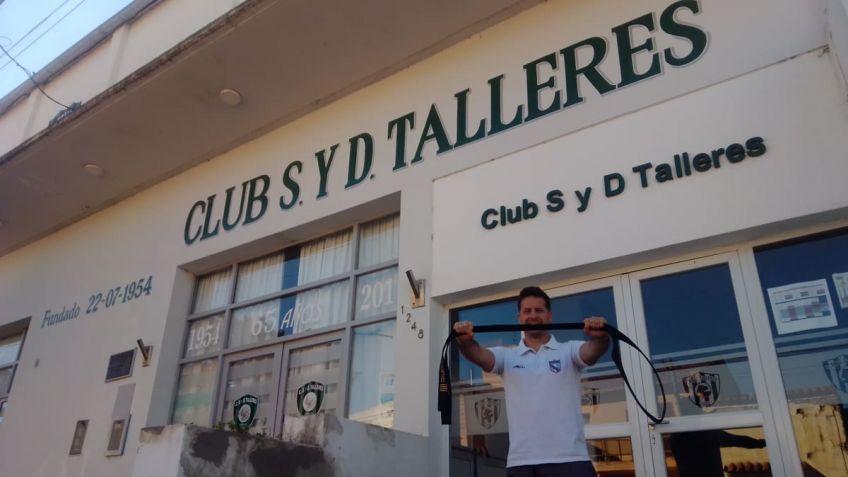 CLUB S. Y D. TALLERES
Club S y D Talleres
Fundado 22-07-1954
1954 65 AÑOS 201
1248